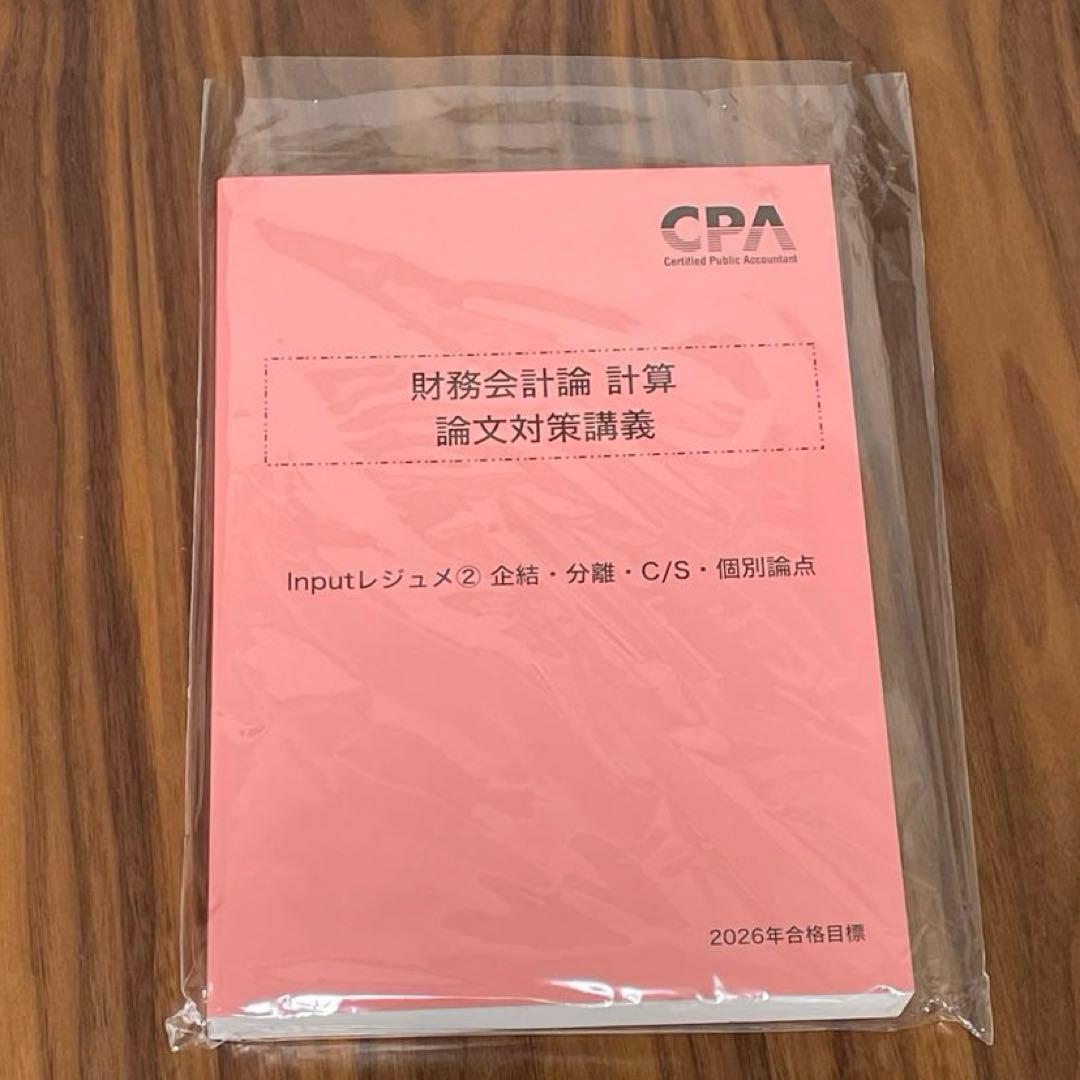 CPA
Certified Public Accountant
財務会計論 計算
論文対策講義
Inputレジュメ② 企結・分離・C/S・個別論点
2026年合格目標